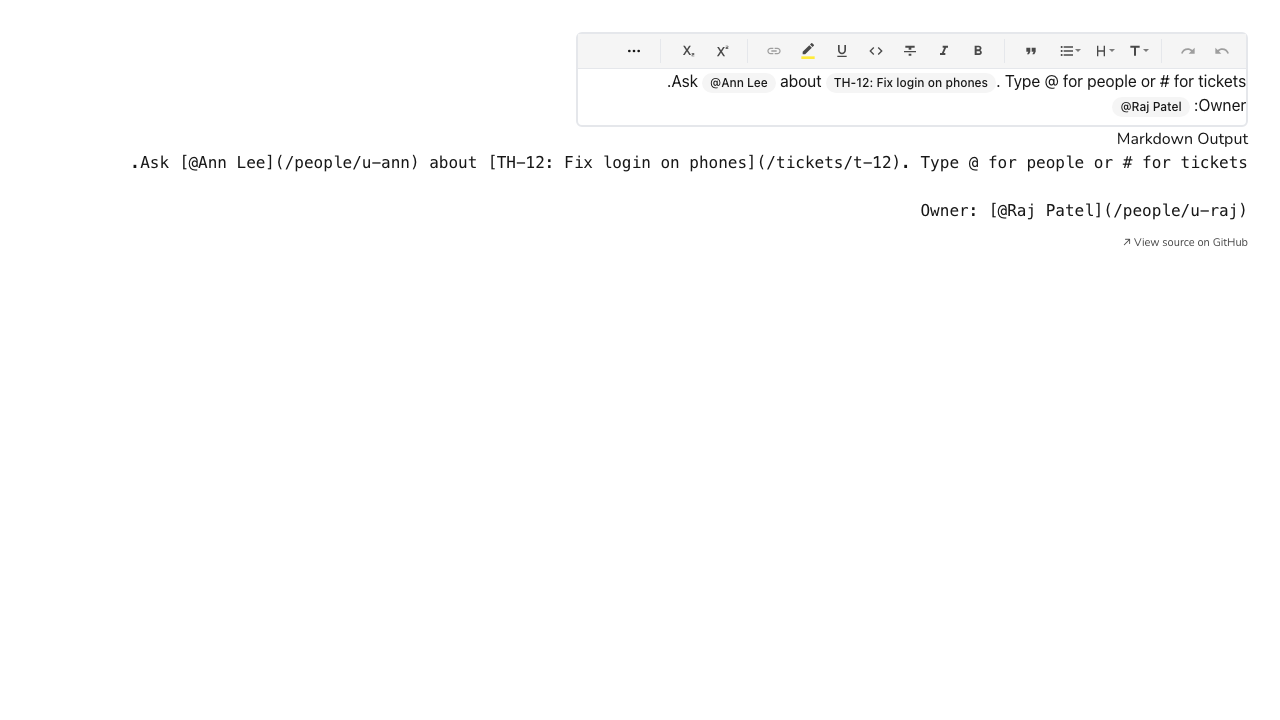 Ask @Ann Lee about TH-12: Fix login on phones. Type @ for people or # for tickets.
Owner: @Raj Patel
Markdown Output
Ask [@Ann Lee](/people/u-ann) about [TH-12: Fix login on phones](/tickets/t-12). Type @ for people or # for tickets.
Owner: [@Raj Patel](/people/u-raj)
↗ View source on GitHub